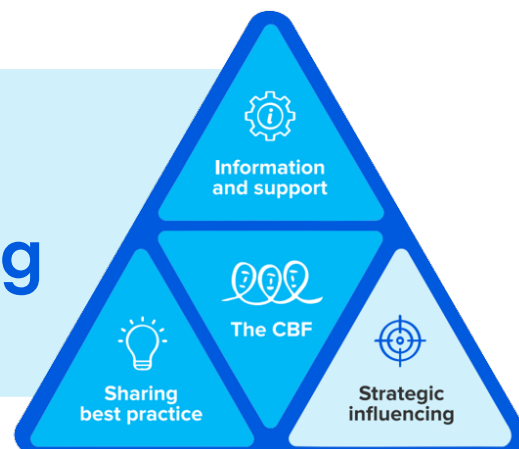 Information
and support
g
The CBF
Sharing
best practice
Strategic
influencing